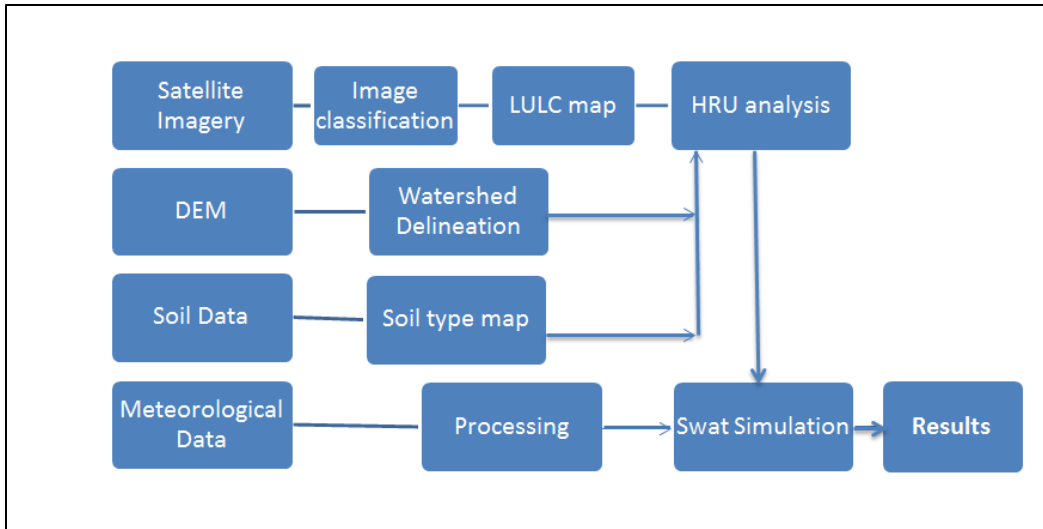 Satellite
Imagery
Image
classification
LULC map
HRU analysis
DEM
Watershed
Delineation
Soil Data
Soil type map
Meteorological
Data
Processing
Swat Simulation
Results